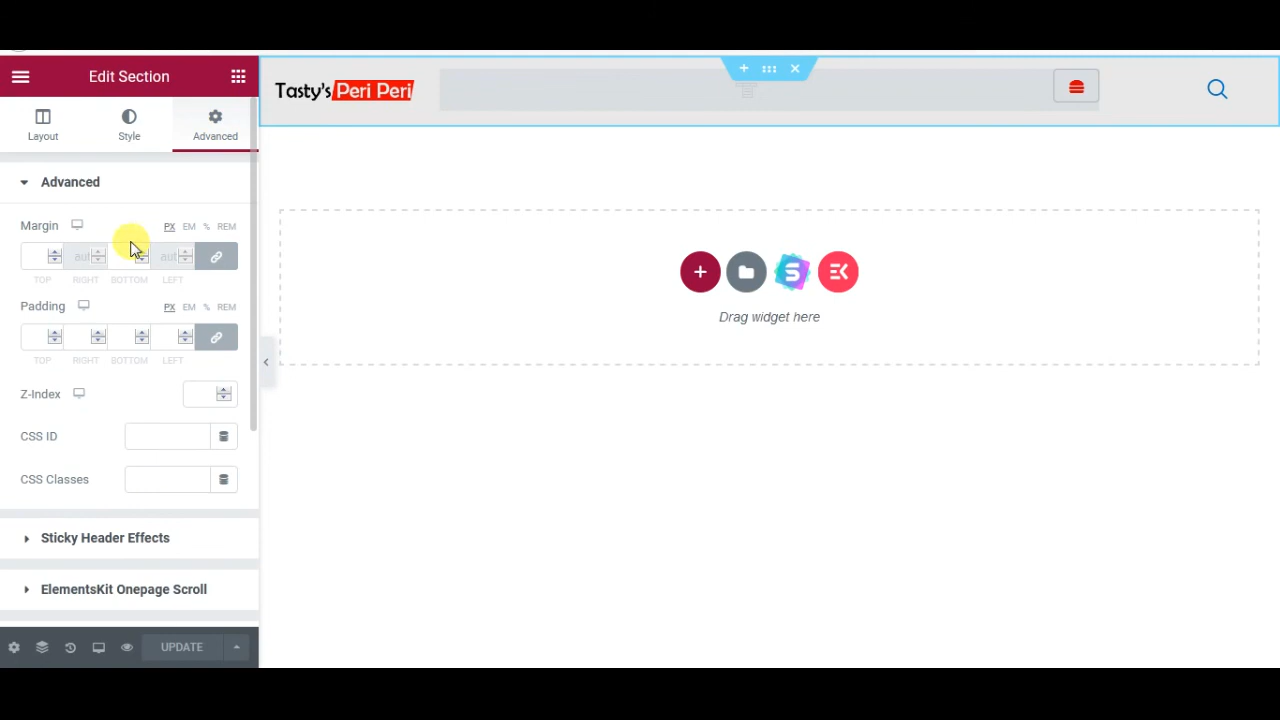 Edit Section
Tasty's Peri Peri
Layout
Style
Advanced
Advanced
Margin
PX EM % REM
TOP RIGHT BOTTOM LEFT
Padding
PX EM % REM
TOP RIGHT BOTTOM LEFT
Z-Index
CSS ID
CSS Classes
Sticky Header Effects
ElementsKit Onepage Scroll
UPDATE
Drag widget here